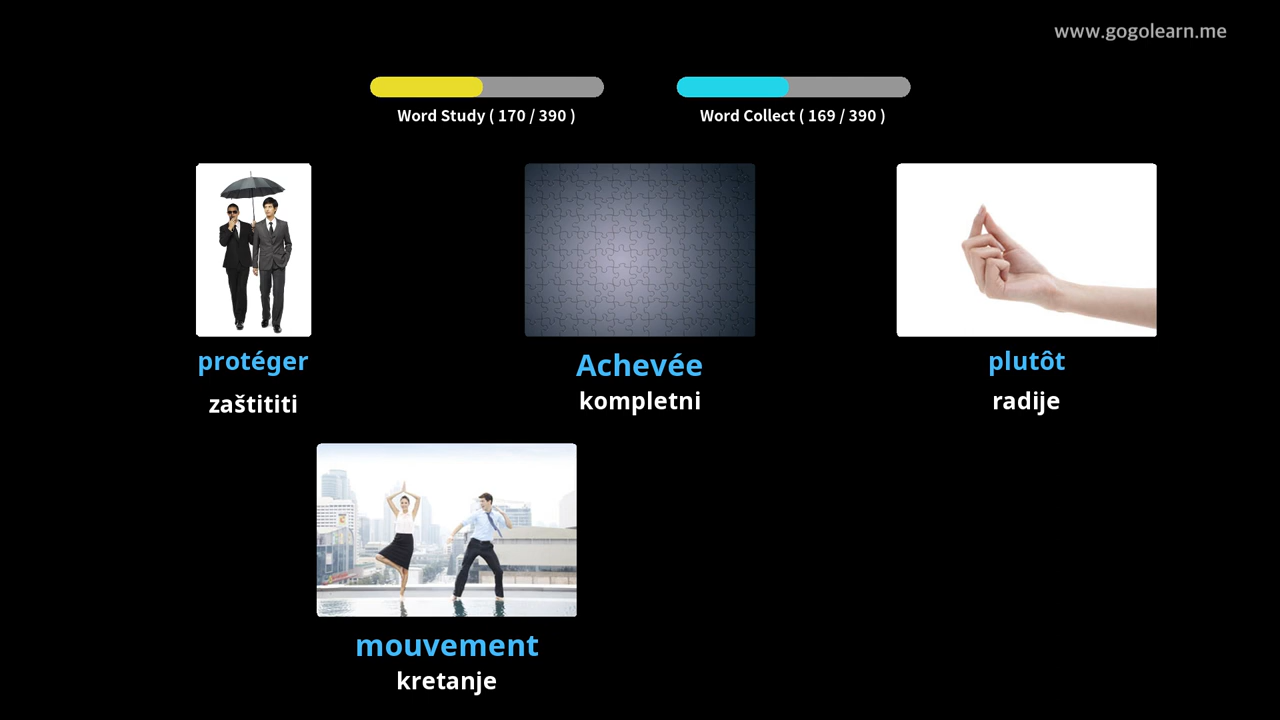 www.gogolearn.me
Word Study ( 170 / 390 )
Word Collect ( 169 / 390 )
protéger
zaštititi
Achevée
kompletni
plutôt
radije
mouvement
kretanje